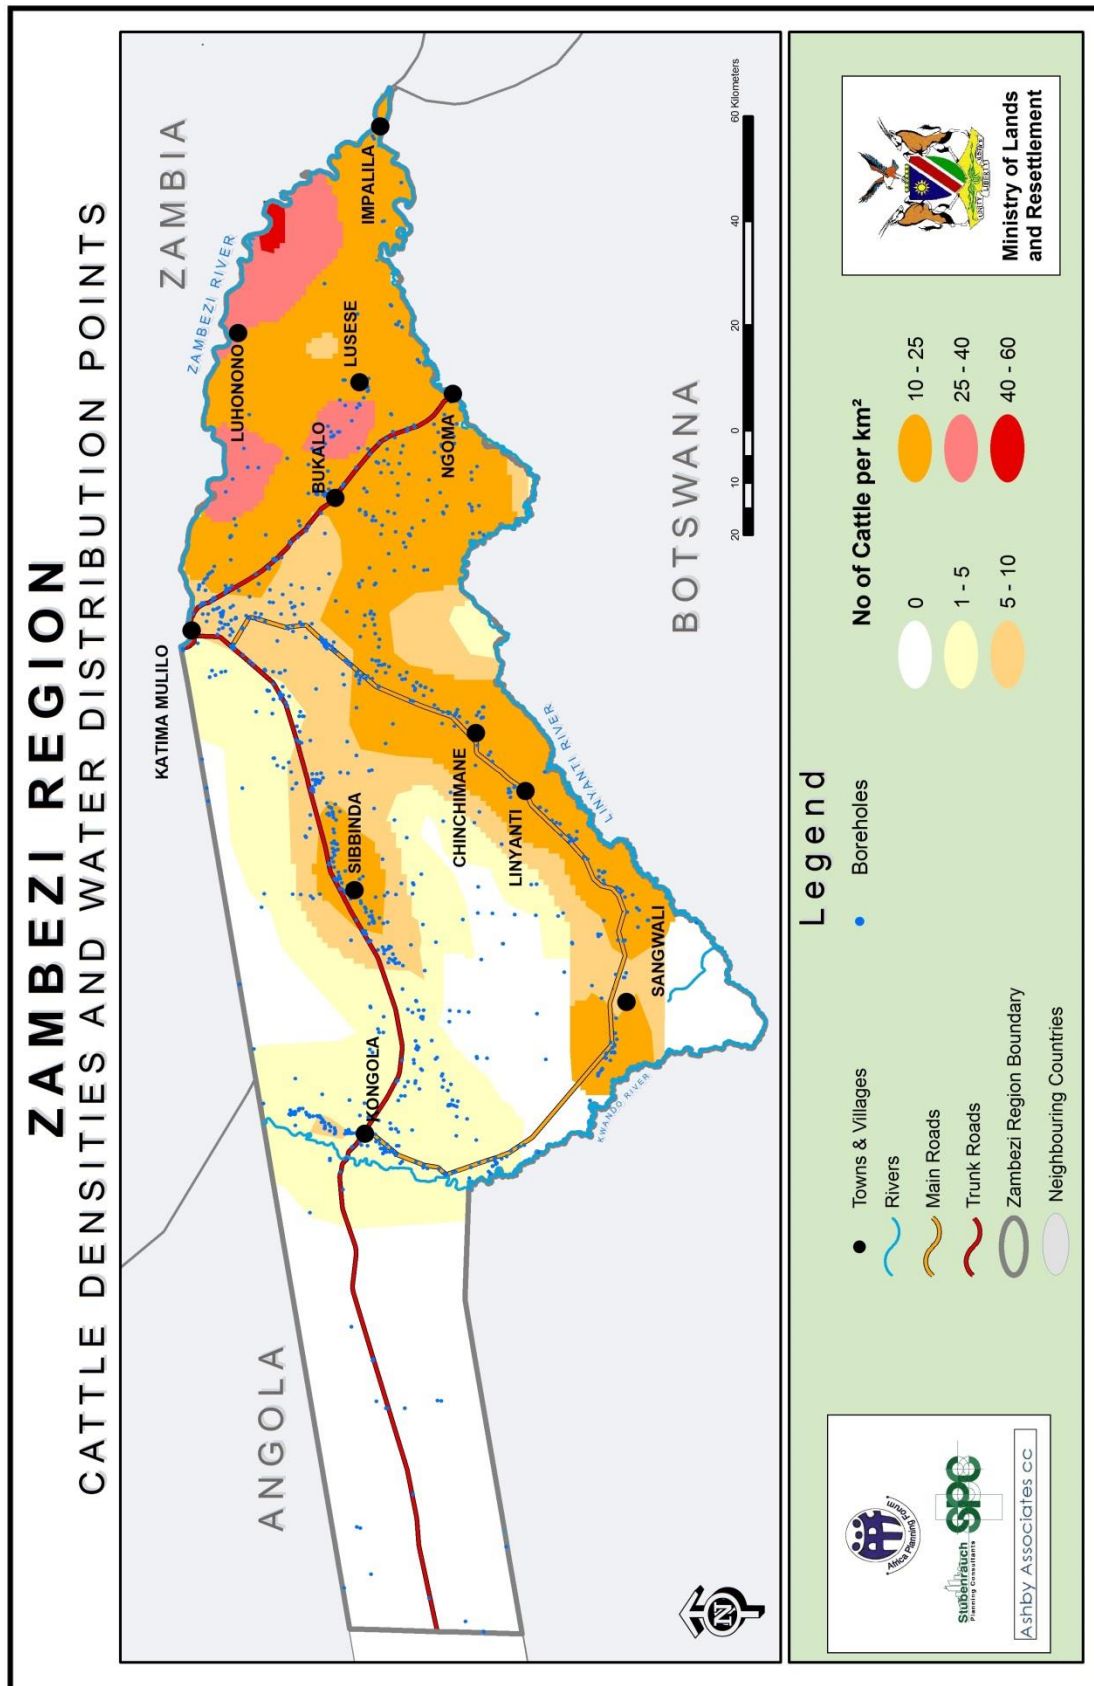 ZAMBEZI REGION
CATTLE DENSITIES AND WATER DISTRIBUTION POINTS
ANGOLA
ZAMBIA
BOTSWANA
ZAMBEZI RIVER
LINYANTI RIVER
KWANDO RIVER
KATIMA MULILO
LUHONONO
IMPALILA
LUSESE
BUKALO
NGOMA
SIBBINDA
CHINCHIMANE
LINYANTI
KONGOLA
SANGWALI
N
20 10 0 20 40 60 Kilometers
Legend
Towns & Villages
Rivers
Main Roads
Trunk Roads
Zambezi Region Boundary
Neighbouring Countries
Boreholes
No of Cattle per km²
0
1 - 5
5 - 10
10 - 25
25 - 40
40 - 60
Africa Planning Forum
Stubenrauch
Planning Consultants
spc
Ashby Associates cc
Ministry of Lands
and Resettlement